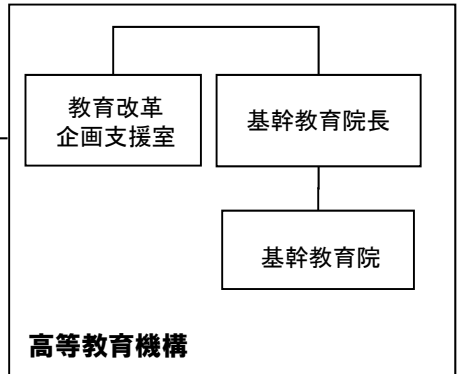 教育改革
企画支援室
基幹教育院長
基幹教育院
高等教育機構